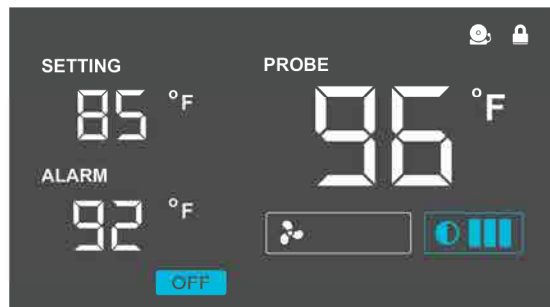 SETTING
85 °F
PROBE
96 °F
ALARM
92 °F
OFF